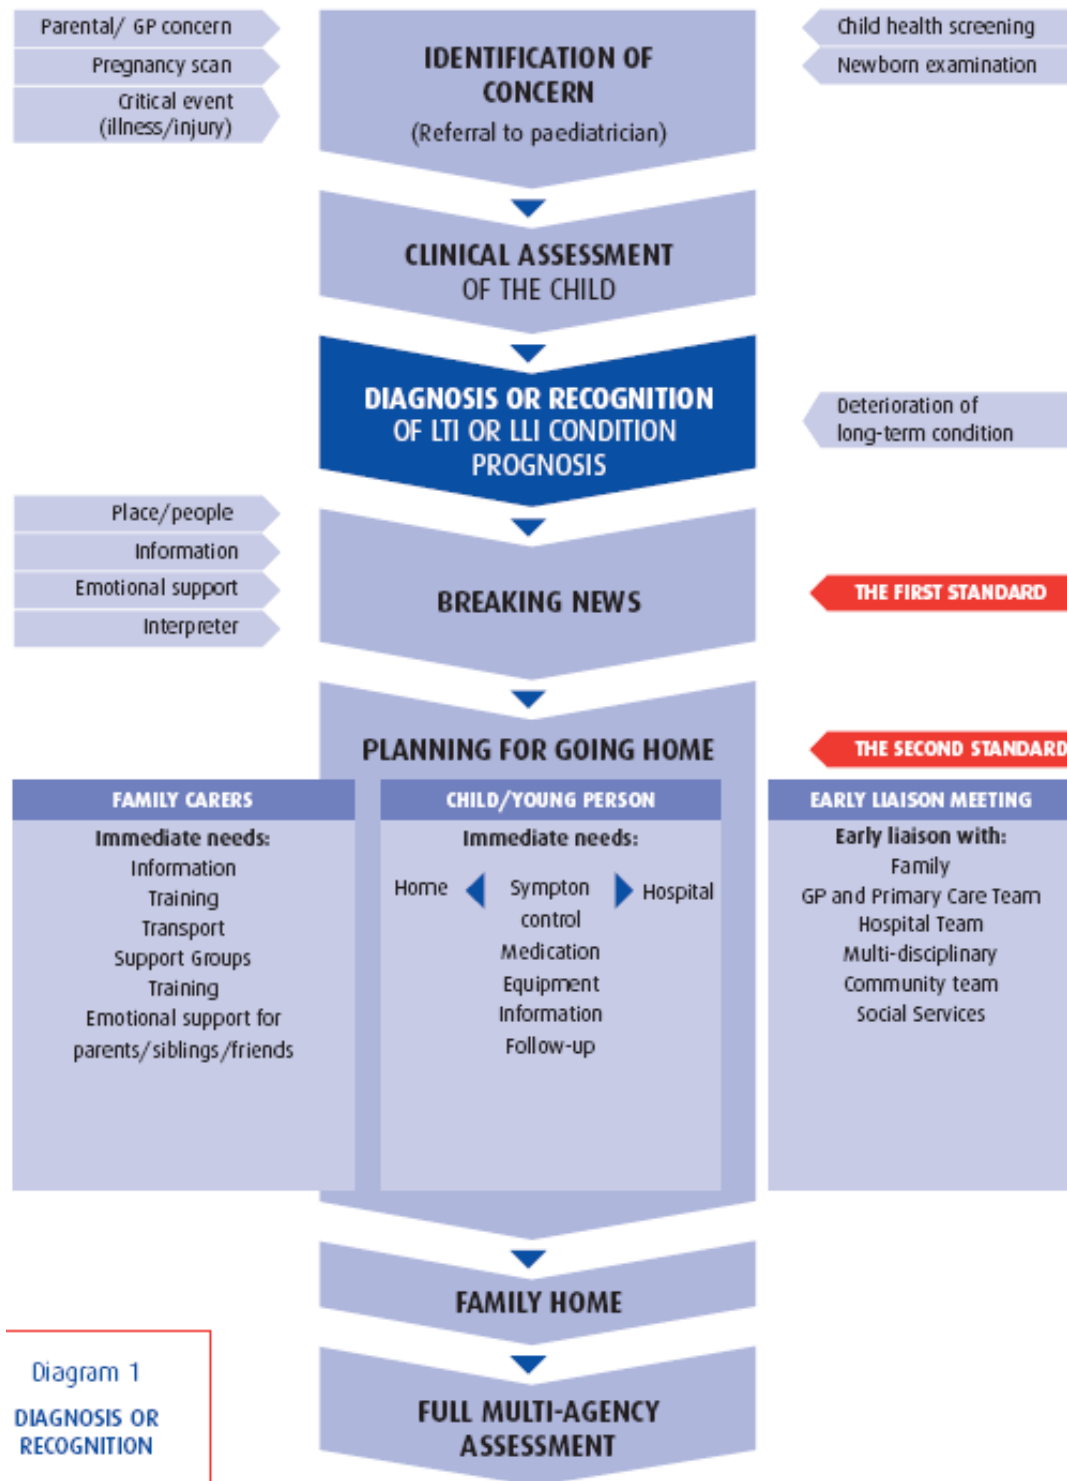 Parental/ GP concern
Pregnancy scan
Critical event
(illness/injury)
IDENTIFICATION OF
CONCERN
(Referral to paediatrician)
Child health screening
Newborn examination
CLINICAL ASSESSMENT
OF THE CHILD
DIAGNOSIS OR RECOGNITION
OF LTI OR LLI CONDITION
PROGNOSIS
Deterioration of
long-term condition
Place/people
Information
Emotional support
Interpreter
BREAKING NEWS
THE FIRST STANDARD
PLANNING FOR GOING HOME
THE SECOND STANDARD
FAMILY CARERS
Immediate needs:
Information
Training
Transport
Support Groups
Training
Emotional support for
parents/siblings/friends
CHILD/YOUNG PERSON
Immediate needs:
Home
Sympton
control
Hospital
Medication
Equipment
Information
Follow-up
EARLY LIAISON MEETING
Early liaison with:
Family
GP and Primary Care Team
Hospital Team
Multi-disciplinary
Community team
Social Services
FAMILY HOME
FULL MULTI-AGENCY
ASSESSMENT
Diagram 1
DIAGNOSIS OR
RECOGNITION